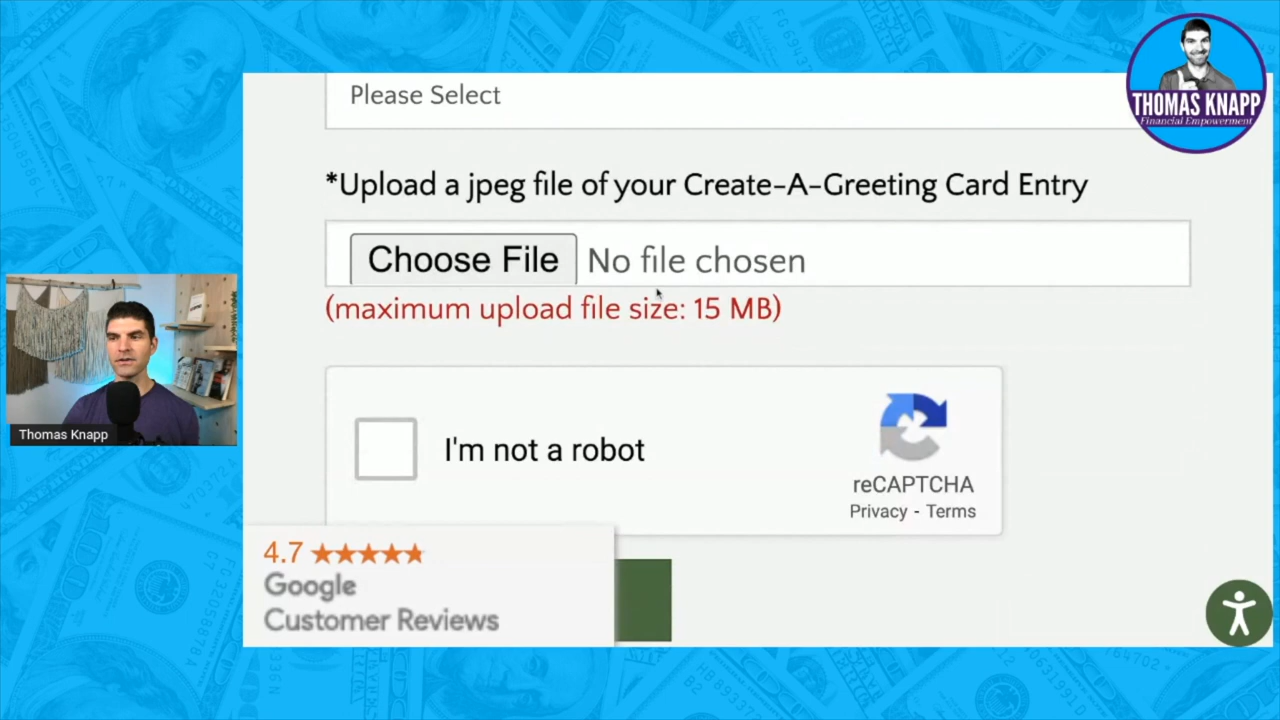 Please Select
THOMAS KNAPP
Financial Empowerment
*Upload a jpeg file of your Create-A-Greeting Card Entry
Choose File No file chosen
(maximum upload file size: 15 MB)
I'm not a robot
reCAPTCHA
Privacy - Terms
Thomas Knapp
4.7
Google
Customer Reviews